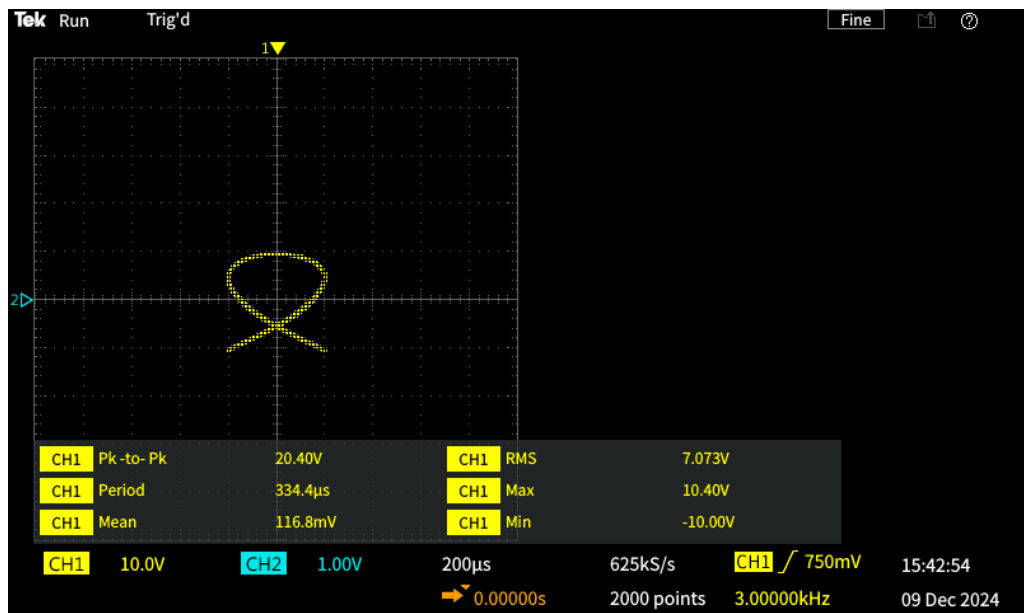 Tek Run Trig'd Fine
1
2
CH1 Pk -to- Pk 20.40V CH1 RMS 7.073V
CH1 Period 334.4µs CH1 Max 10.40V
CH1 Mean 116.8mV CH1 Min -10.00V
CH1 10.0V CH2 1.00V 200µs 625kS/s CH1 750mV 15:42:54
0.00000s 2000 points 3.00000kHz 09 Dec 2024